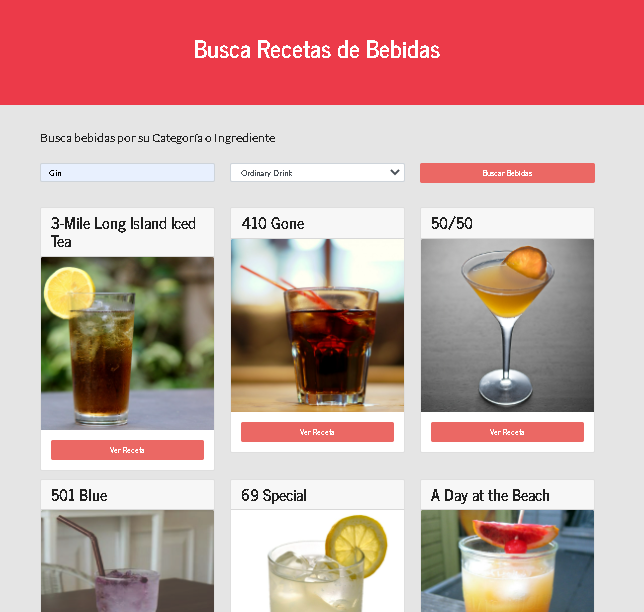 Busca Recetas de Bebidas
Busca bebidas por su Categoría o Ingrediente
Gin
Ordinary Drink
Buscar Bebidas
3-Mile Long Island Iced
Tea
410 Gone
50/50
Ver Receta
Ver Receta
Ver Receta
501 Blue
69 Special
A Day at the Beach